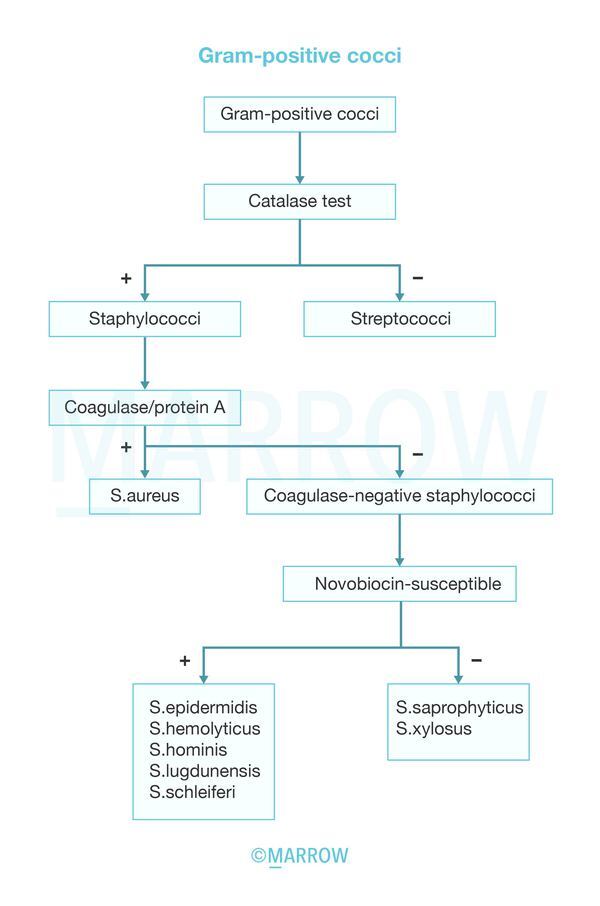 Gram-positive cocci
Gram-positive cocci
Catalase test
+
−
Staphylococci
Streptococci
Coagulase/protein A
MARROW
+
−
S.aureus
Coagulase-negative staphylococci
Novobiocin-susceptible
+
−
S.epidermidis
S.hemolyticus
S.hominis
S.lugdunensis
S.schleiferi
S.saprophyticus
S.xylosus
©MARROW